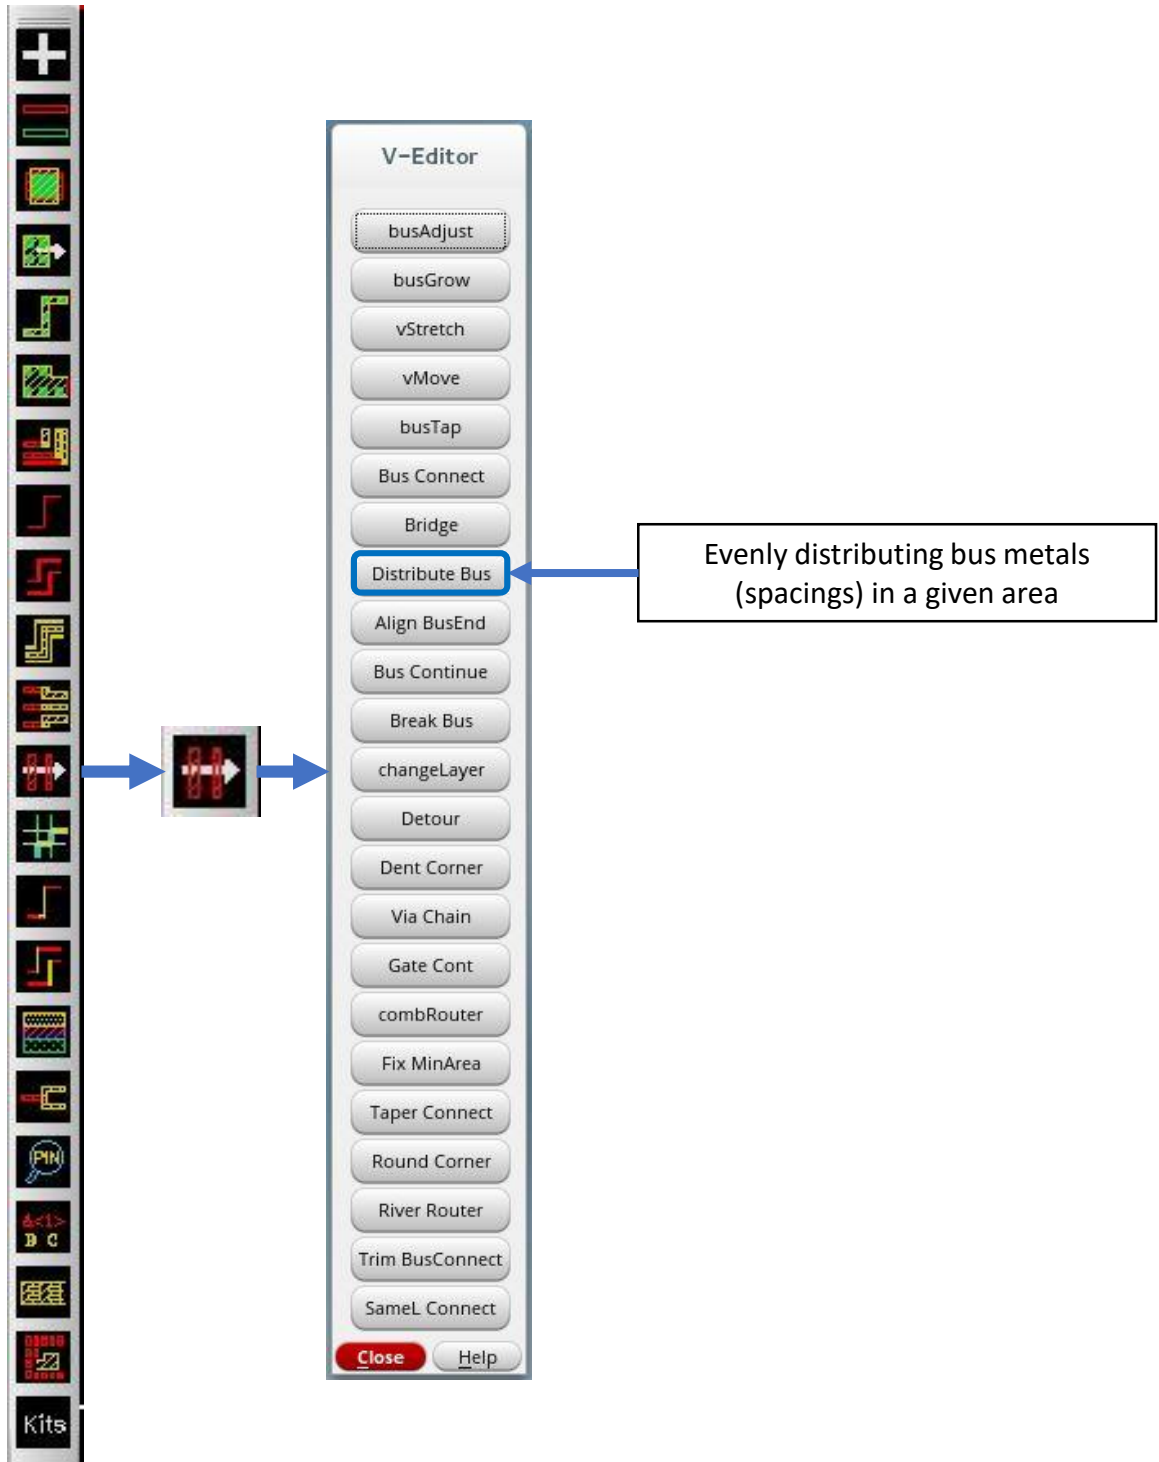 V-Editor
busAdjust
busGrow
vStretch
vMove
busTap
Bus Connect
Bridge
Distribute Bus
Align BusEnd
Bus Continue
Break Bus
changeLayer
Detour
Dent Corner
Via Chain
Gate Cont
combRouter
Fix MinArea
Taper Connect
Round Corner
River Router
Trim BusConnect
SameL Connect
Close
Help
Evenly distributing bus metals
(spacings) in a given area
PIN
&<1>
B C
Kits